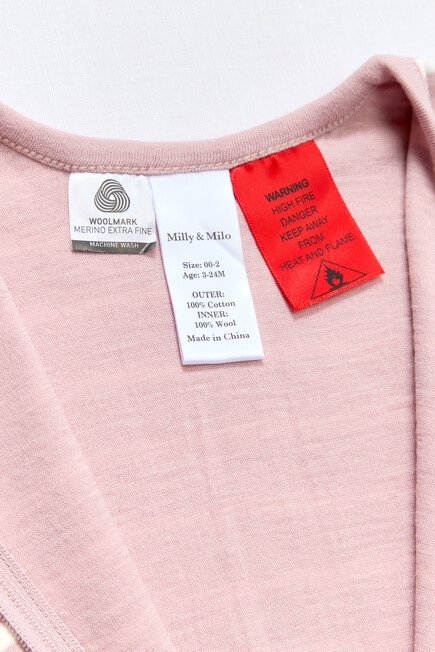 WOOLMARK
MERINO EXTRA FINE
MACHINE WASH
Milly & Milo
Size: 00-2
Age: 3-24M
OUTER:
100% Cotton
INNER:
100% Wool
Made in China
WARNING
HIGH FIRE
DANGER
KEEP AWAY
FROM
HEAT AND FLAME